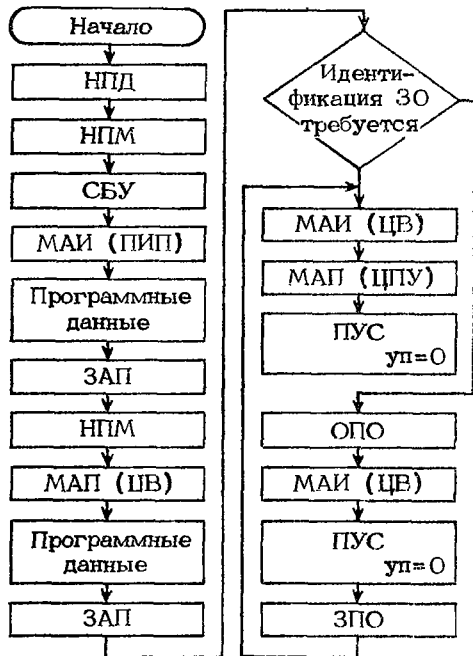 Начало
НПД
НПМ
СБУ
МАИ (ПИП)
Программные
данные
ЗАП
НПМ
МАП (ЦВ)
Программные
данные
ЗАП
Иденти-
фикация ЗО
требуется
МАИ (ЦВ)
МАП (ЦПУ)
ПУС
уп=0
ОПО
МАИ (ЦВ)
ПУС
уп=0
ЗПО